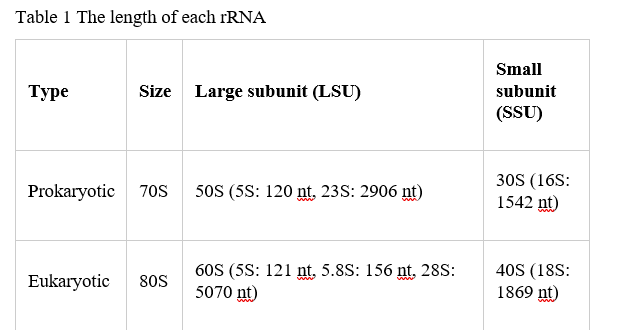 Table 1 The length of each rRNA
Type
Size
Large subunit (LSU)
Small
subunit
(SSU)
Prokaryotic
70S
50S (5S: 120 nt, 23S: 2906 nt)
30S (16S:
1542 nt)
Eukaryotic
80S
60S (5S: 121 nt, 5.8S: 156 nt, 28S:
5070 nt)
40S (18S:
1869 nt)